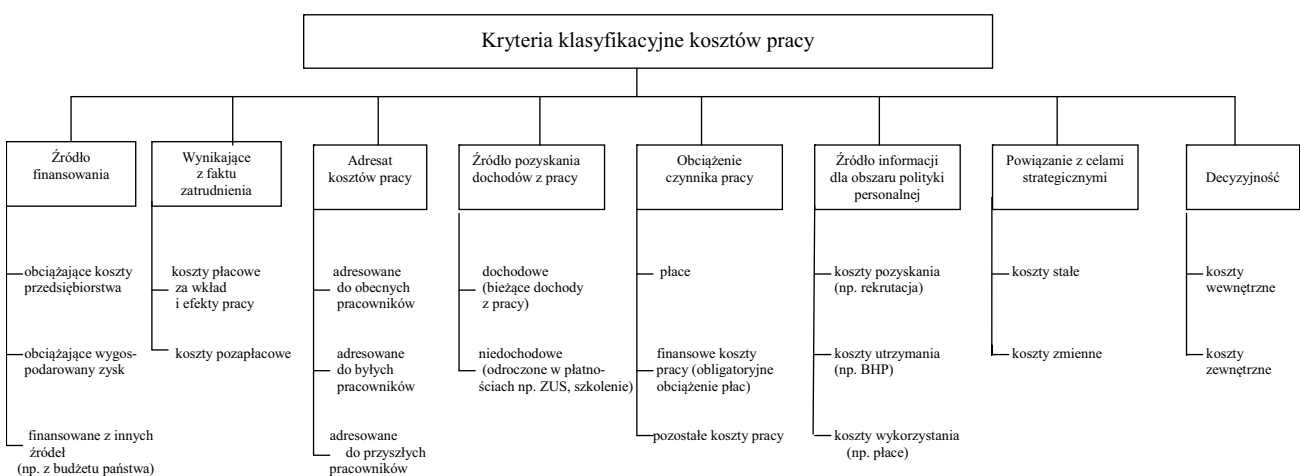 Kryteria klasyfikacyjne kosztów pracy
Źródło
finansowania
obciążające koszty
przedsiębiorstwa
obciążające wygos-
podarowany zysk
finansowane z innych
źródeł
(np. z budżetu państwa)
Wynikające
z faktu
zatrudnienia
koszty płacowe
za wkład
i efekty pracy
koszty pozapłacowe
Adresat
kosztów pracy
adresowane
do obecnych
pracowników
adresowane
do byłych
pracowników
adresowane
do przyszłych
pracowników
Źródło pozyskania
dochodów z pracy
dochodowe
(bieżące dochody
z pracy)
niedochodowe
(odroczone w płatno-
ściach np. ZUS, szkolenie)
Obciążenie
czynnika pracy
płace
finansowe koszty
pracy (obligatoryjne
obciążenie płac)
pozostałe koszty pracy
Źródło informacji
dla obszaru polityki
personalnej
koszty pozyskania
(np. rekrutacja)
koszty utrzymania
(np. BHP)
koszty wykorzystania
(np. płace)
Powiązanie z celami
strategicznymi
koszty stałe
koszty zmienne
Decyzyjność
koszty
wewnętrzne
koszty
zewnętrzne